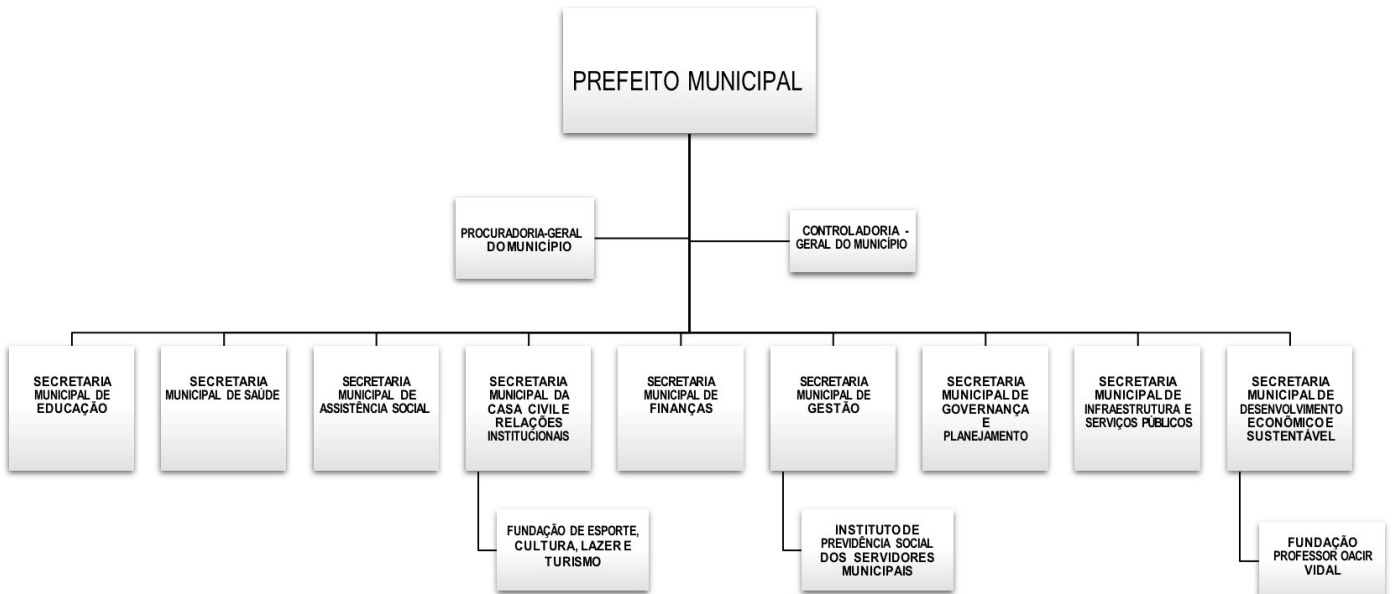 PREFEITO MUNICIPAL
PROCURADORIA-GERAL
DO MUNICÍPIO
CONTROLADORIA -
GERAL DO MUNICÍPIO
SECRETARIA
MUNICIPAL DE
EDUCAÇÃO
SECRETARIA
MUNICIPAL DE SAÚDE
SECRETARIA
MUNICIPAL DE
ASSISTÊNCIA SOCIAL
SECRETARIA
MUNICIPAL DA
CASA CIVIL E
RELAÇÕES
INSTITUCIONAIS
SECRETARIA
MUNICIPAL DE
FINANÇAS
SECRETARIA
MUNICIPAL DE
GESTÃO
SECRETARIA
MUNICIPAL DE
GOVERNANÇA
E
PLANEJAMENTO
SECRETARIA
MUNICIPAL DE
INFRAESTRUTURA E
SERVIÇOS PÚBLICOS
SECRETARIA
MUNICIPAL DE
DESENVOLVIMENTO
ECONÔMICO E
SUSTENTÁVEL
FUNDAÇÃO DE ESPORTE,
CULTURA, LAZER E
TURISMO
INSTITUTO DE
PREVIDÊNCIA SOCIAL
DOS SERVIDORES
MUNICIPAIS
FUNDAÇÃO
PROFESSOR OACIR
VIDAL